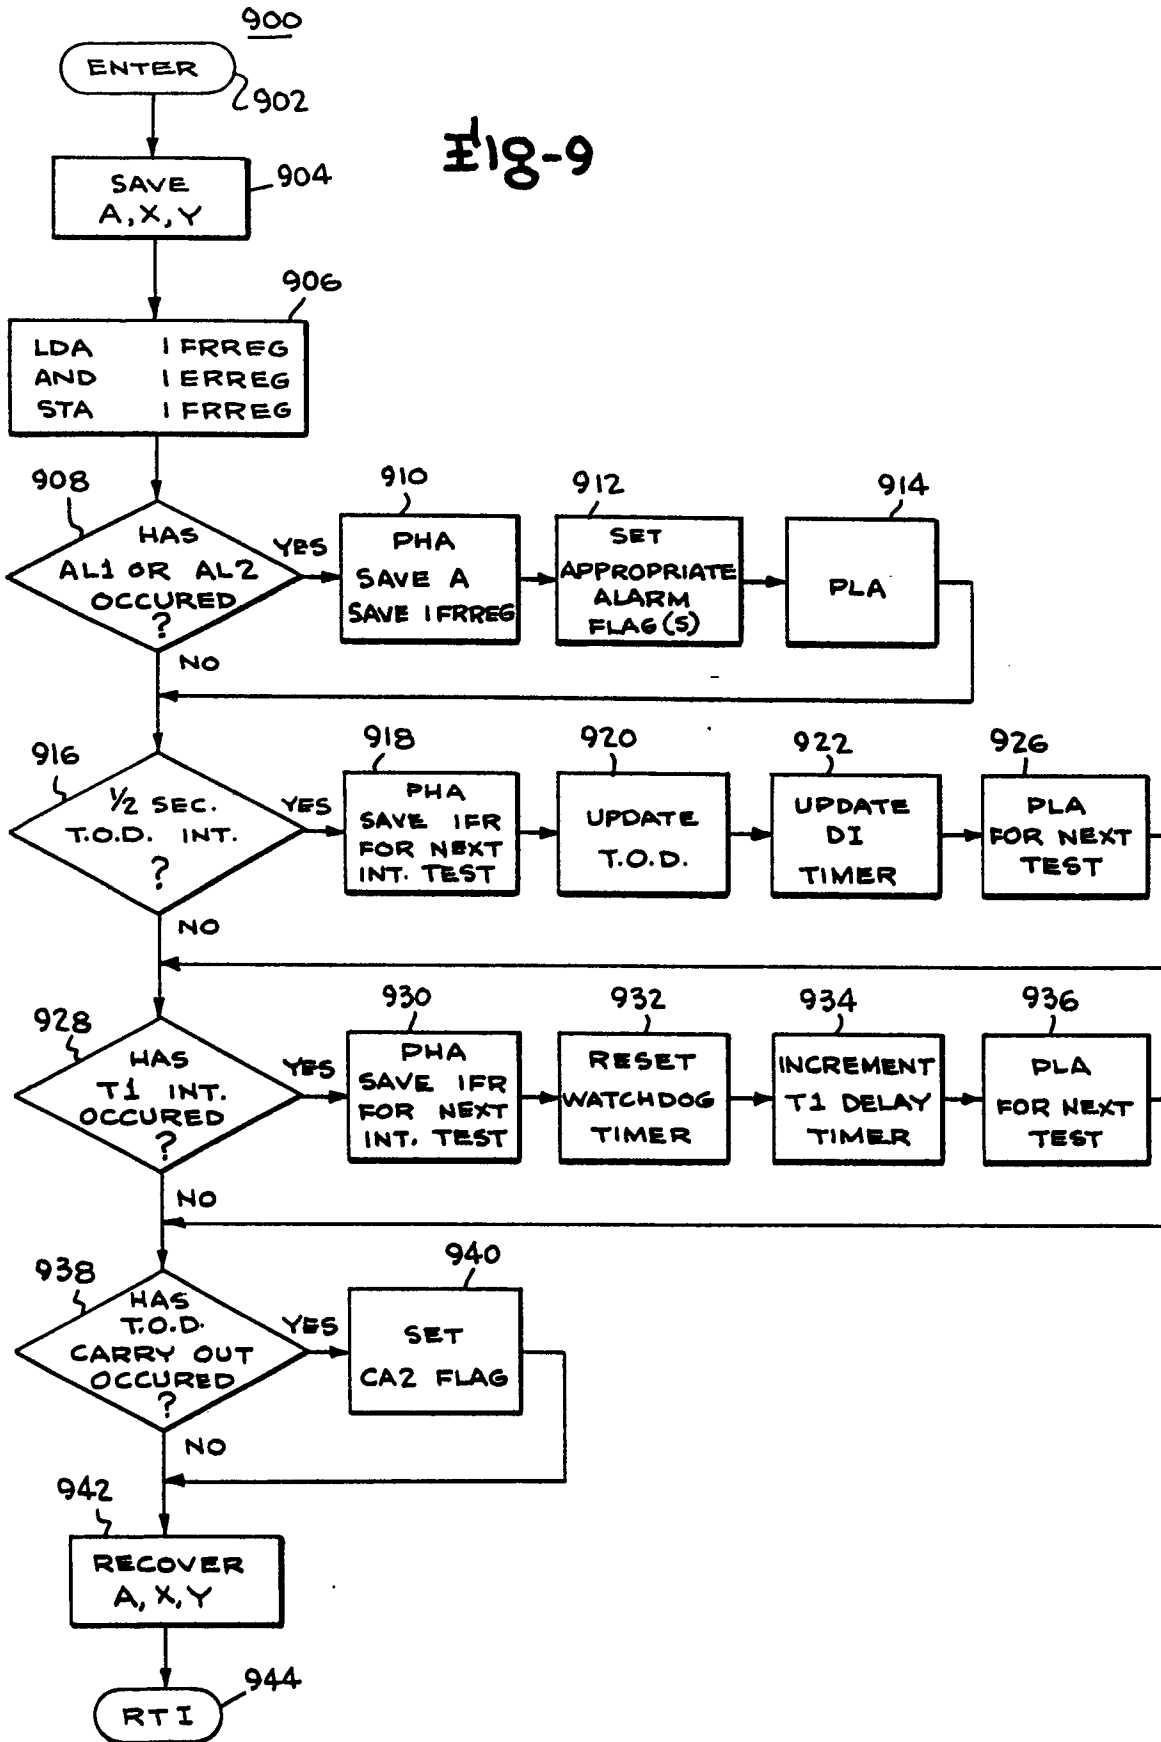 900
ENTER
902
Fig-9
SAVE
A, X, Y
904
906
LDA IFRREG
AND IERREG
STA IFRREG
908
HAS
AL1 OR AL2
OCCURED
?
YES
NO
910
PHA
SAVE A
SAVE IFRREG
912
SET
APPROPRIATE
ALARM
FLAG(S)
914
PLA
916
1/2 SEC.
T.O.D. INT.
?
YES
NO
918
PHA
SAVE IFR
FOR NEXT
INT. TEST
920
UPDATE
T.O.D.
922
UPDATE
DI
TIMER
926
PLA
FOR NEXT
TEST
928
HAS
T1 INT.
OCCURED
?
YES
NO
930
PHA
SAVE IFR
FOR NEXT
INT. TEST
932
RESET
WATCHDOG
TIMER
934
INCREMENT
T1 DELAY
TIMER
936
PLA
FOR NEXT
TEST
938
HAS
T.O.D.
CARRY OUT
OCCURED
?
YES
NO
940
SET
CA2 FLAG
942
RECOVER
A, X, Y
RTI
944